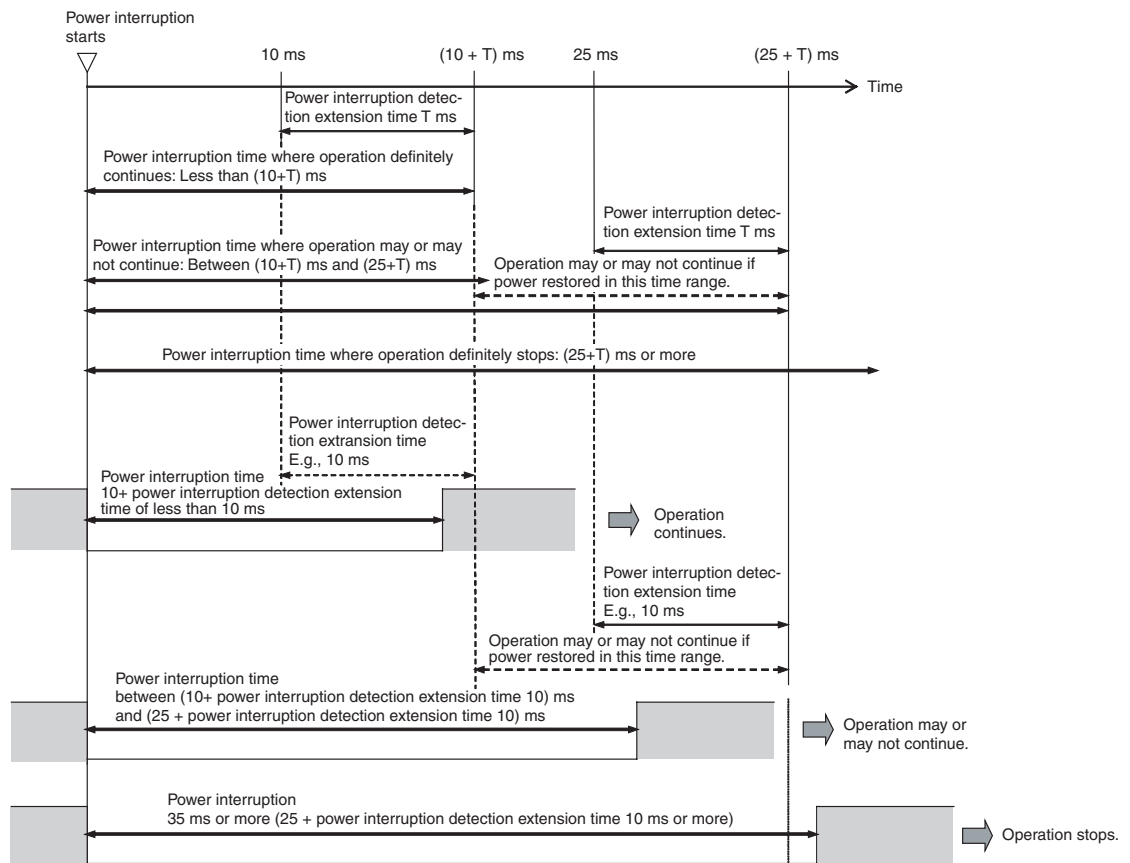 Power interruption
starts
10 ms
(10 + T) ms
25 ms
(25 + T) ms
Time
Power interruption detec-
tion extension time T ms
Power interruption time where operation definitely
continues: Less than (10+T) ms
Power interruption detec-
tion extension time T ms
Power interruption time where operation may or may
not continue: Between (10+T) ms and (25+T) ms
Operation may or may not continue if
power restored in this time range.
Power interruption time where operation definitely stops: (25+T) ms or more
Power interruption detec-
tion extransion time
E.g., 10 ms
Power interruption time
10+ power interruption detection extension
time of less than 10 ms
Operation
continues.
Power interruption detec-
tion extension time
E.g., 10 ms
Operation may or may not continue if
power restored in this time range.
Power interruption time
between (10+ power interruption detection extension time 10) ms
and (25 + power interruption detection extension time 10) ms
Operation may or
may not continue.
Power interruption
35 ms or more (25 + power interruption detection extension time 10 ms or more)
Operation stops.